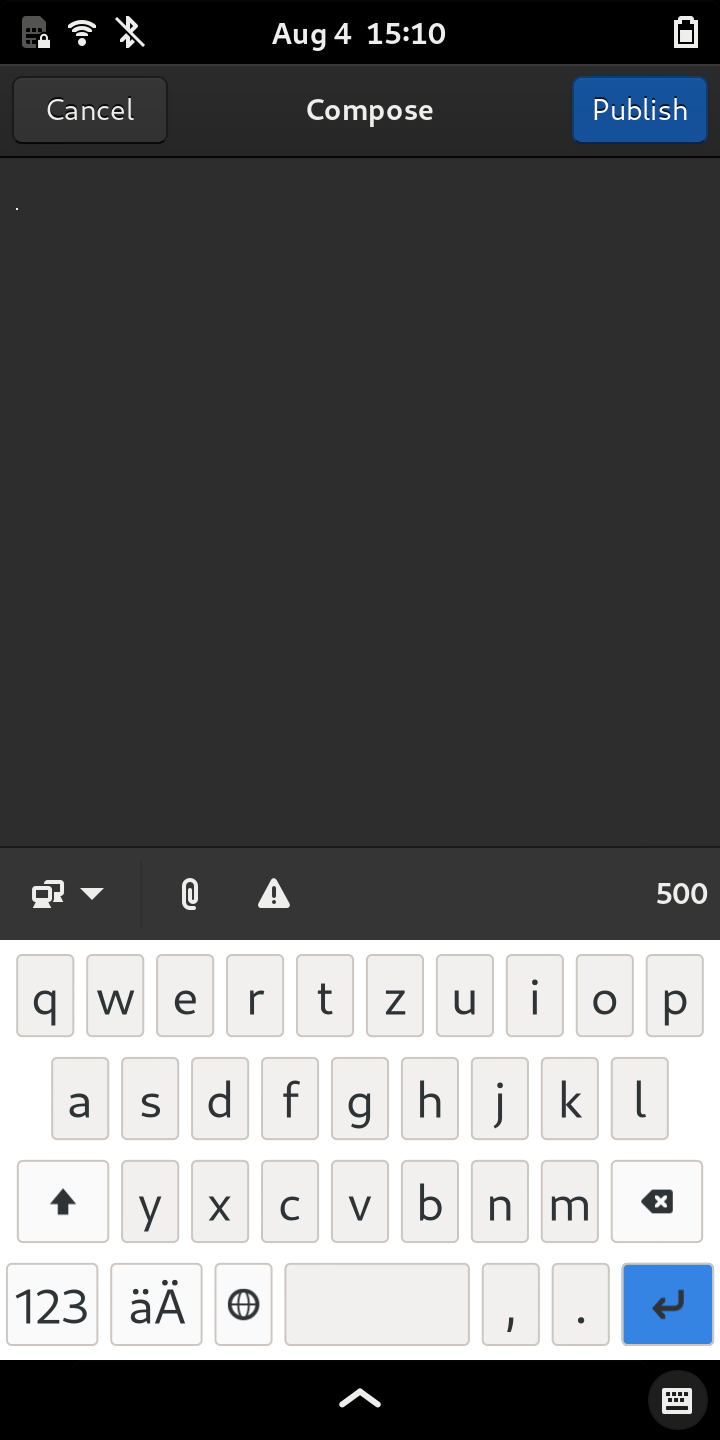 Aug 4 15:10
Cancel Compose Publish
500
q w e r t z u i o p
a s d f g h j k l
y x c v b n m
123 äÄ , .